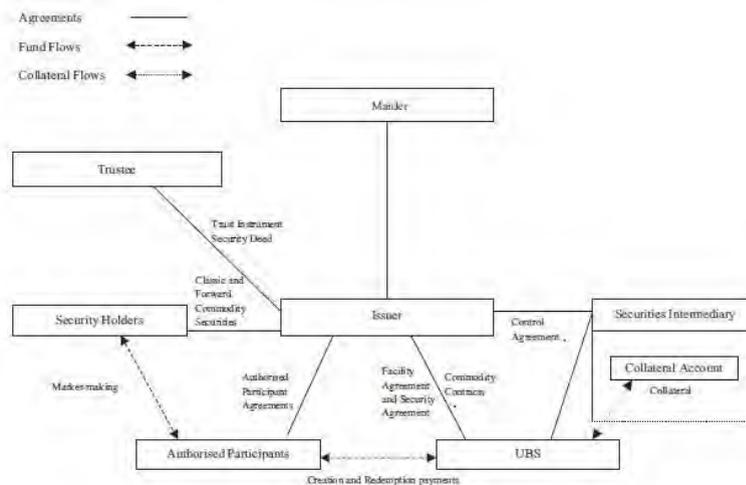 Agreements
Fund Flows
Collateral Flows
Manler
Trustee
Trust Instrument
Security Deed
Classic and
Forward
Commodity
Securities
Security Holders
Issuer
Securities Intermediary
Control
Agreement
Collateral Account
Collateral
Market-making
Authorised
Participant
Agreements
Facility
Agreement
and Security
Agreement
Commodity
Contracts
Authorised Participants
UBS
Creation and Redemption payments